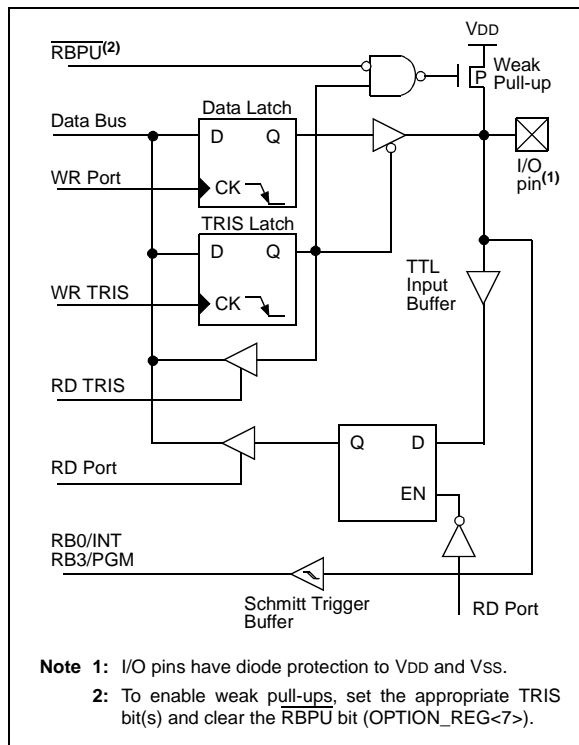 VDD
RBPU(2)
Weak
P
Pull-up
Data Latch
Data Bus
D Q
I/O
pin(1)
WR Port
CK
TRIS Latch
D Q
TTL
Input
Buffer
WR TRIS
CK
RD TRIS
Q D
RD Port
EN
RB0/INT
RB3/PGM
Schmitt Trigger
Buffer
RD Port
Note 1: I/O pins have diode protection to VDD and VSS.
2: To enable weak pull-ups, set the appropriate TRIS
bit(s) and clear the RBPU bit (OPTION_REG<7>).